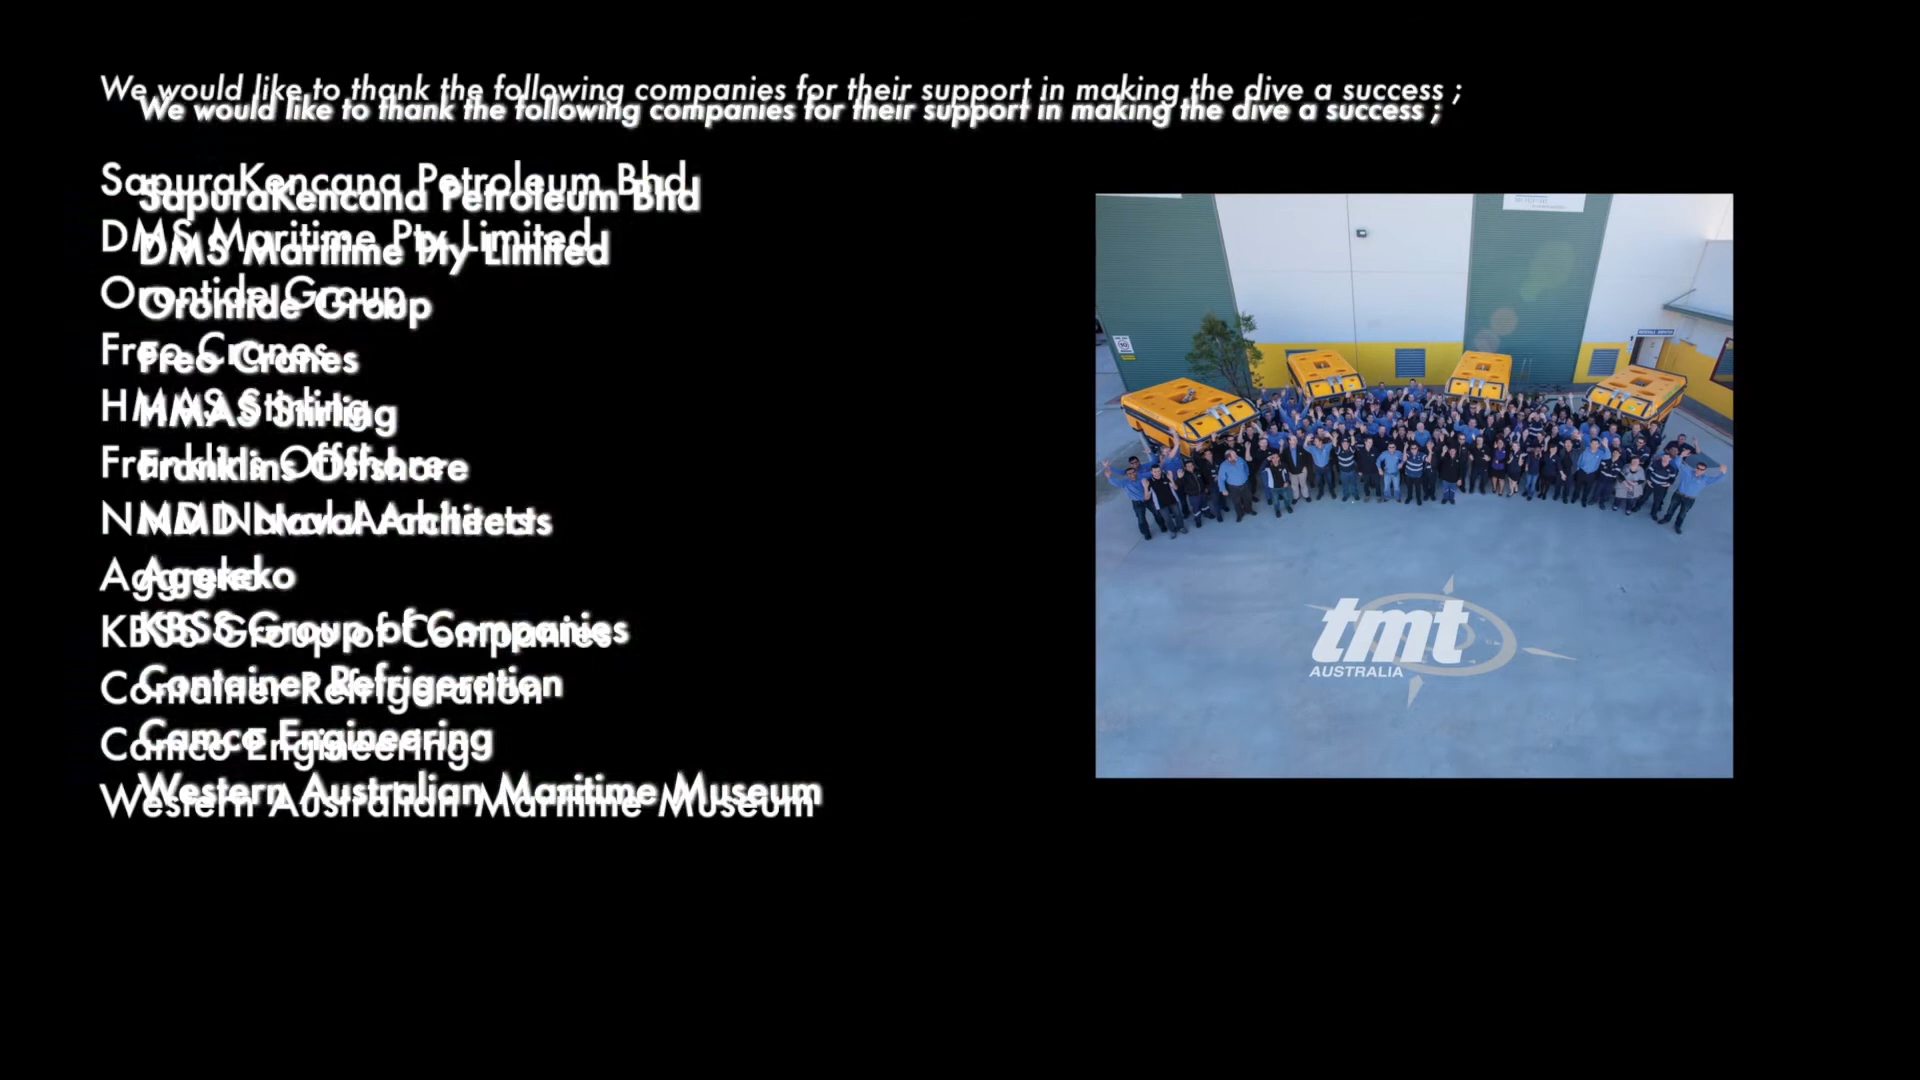 We would like to thank the following companies for their support in making the dive a success ;
SapuraKencana Petroleum Bhd
DMS Maritime Pty Limited
Orontide Group
Freo Cranes
HMAS Stirling
Franklins Offshore
NMD Naval Architects
Aggreko
KBSS Group of Companies
Container Refrigeration
Camco Engineering
Western Australian Maritime Museum
tmt
AUSTRALIA